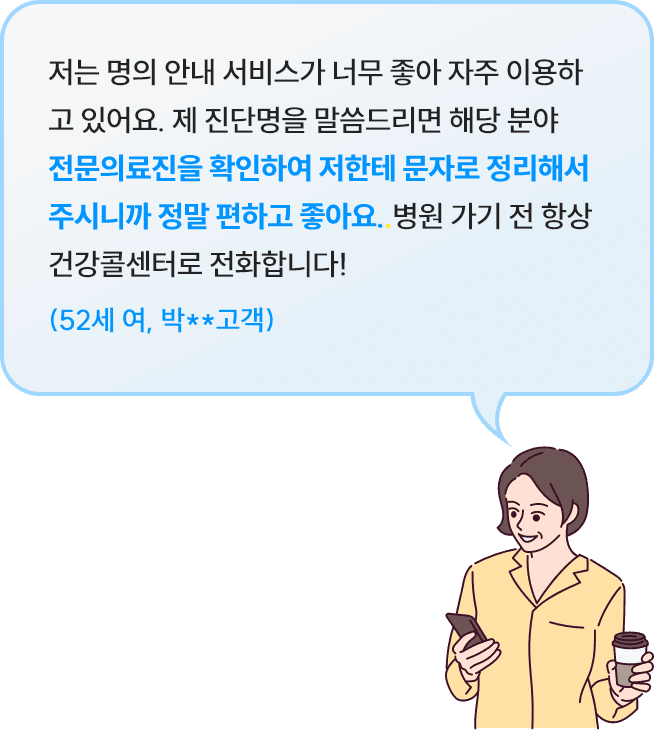 저는 명의 안내 서비스가 너무 좋아 자주 이용하
고 있어요. 제 진단명을 말씀드리면 해당 분야
전문의료진을 확인하여 저한테 문자로 정리해서
주시니까 정말 편하고 좋아요..병원 가기 전 항상
건강콜센터로 전화합니다!
(52세 여, 박**고객)